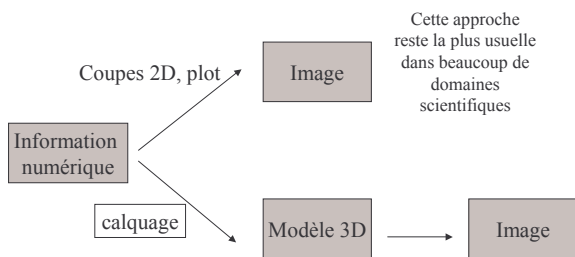 Cette approche
reste la plus usuelle
dans beaucoup de
domaines
scientifiques
Coupes 2D, plot
Image
Information
numérique
calquage
Modèle 3D
Image